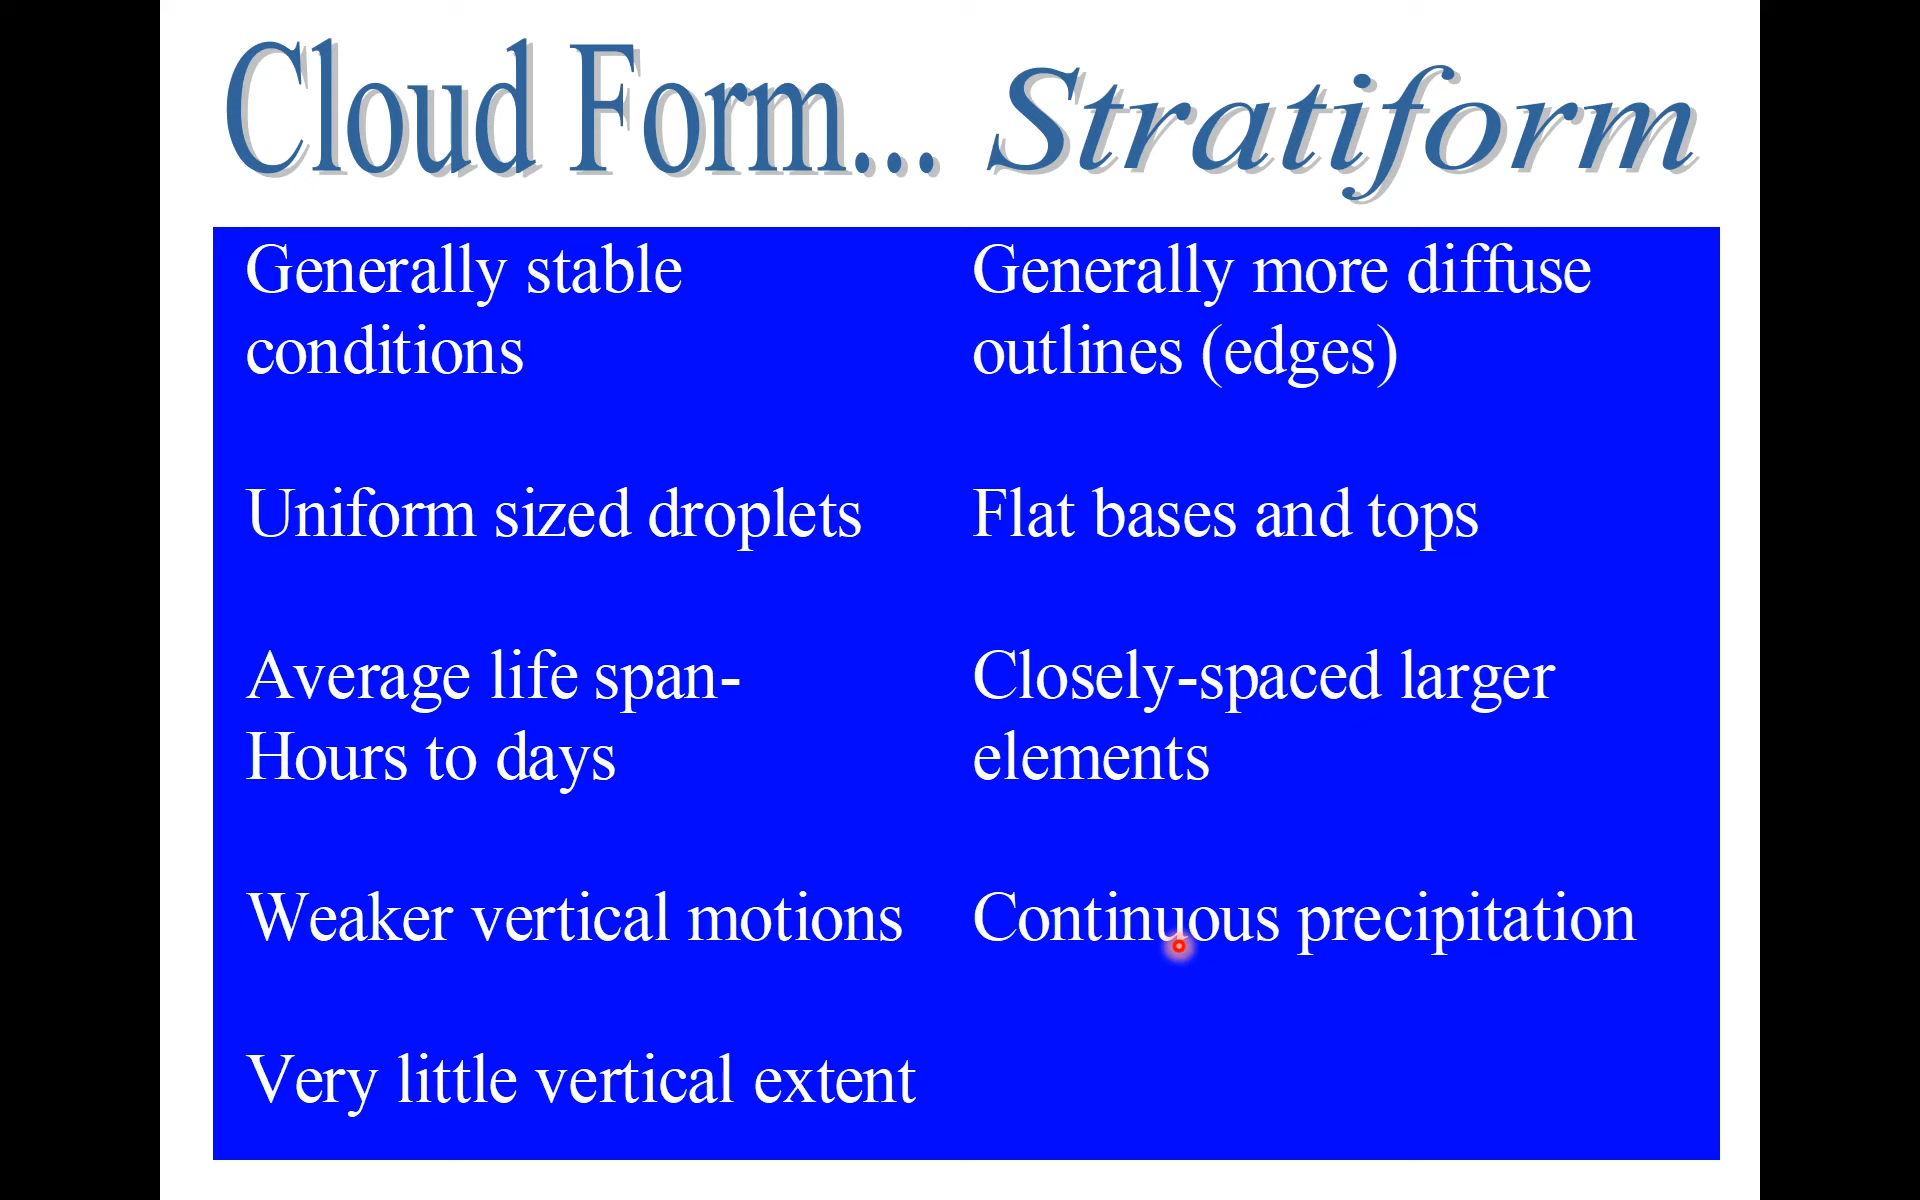 Cloud Form... Stratiform
Generally stable
conditions
Uniform sized droplets
Average life span-
Hours to days
Weaker vertical motions
Very little vertical extent
Generally more diffuse
outlines (edges)
Flat bases and tops
Closely-spaced larger
elements
Continuous precipitation